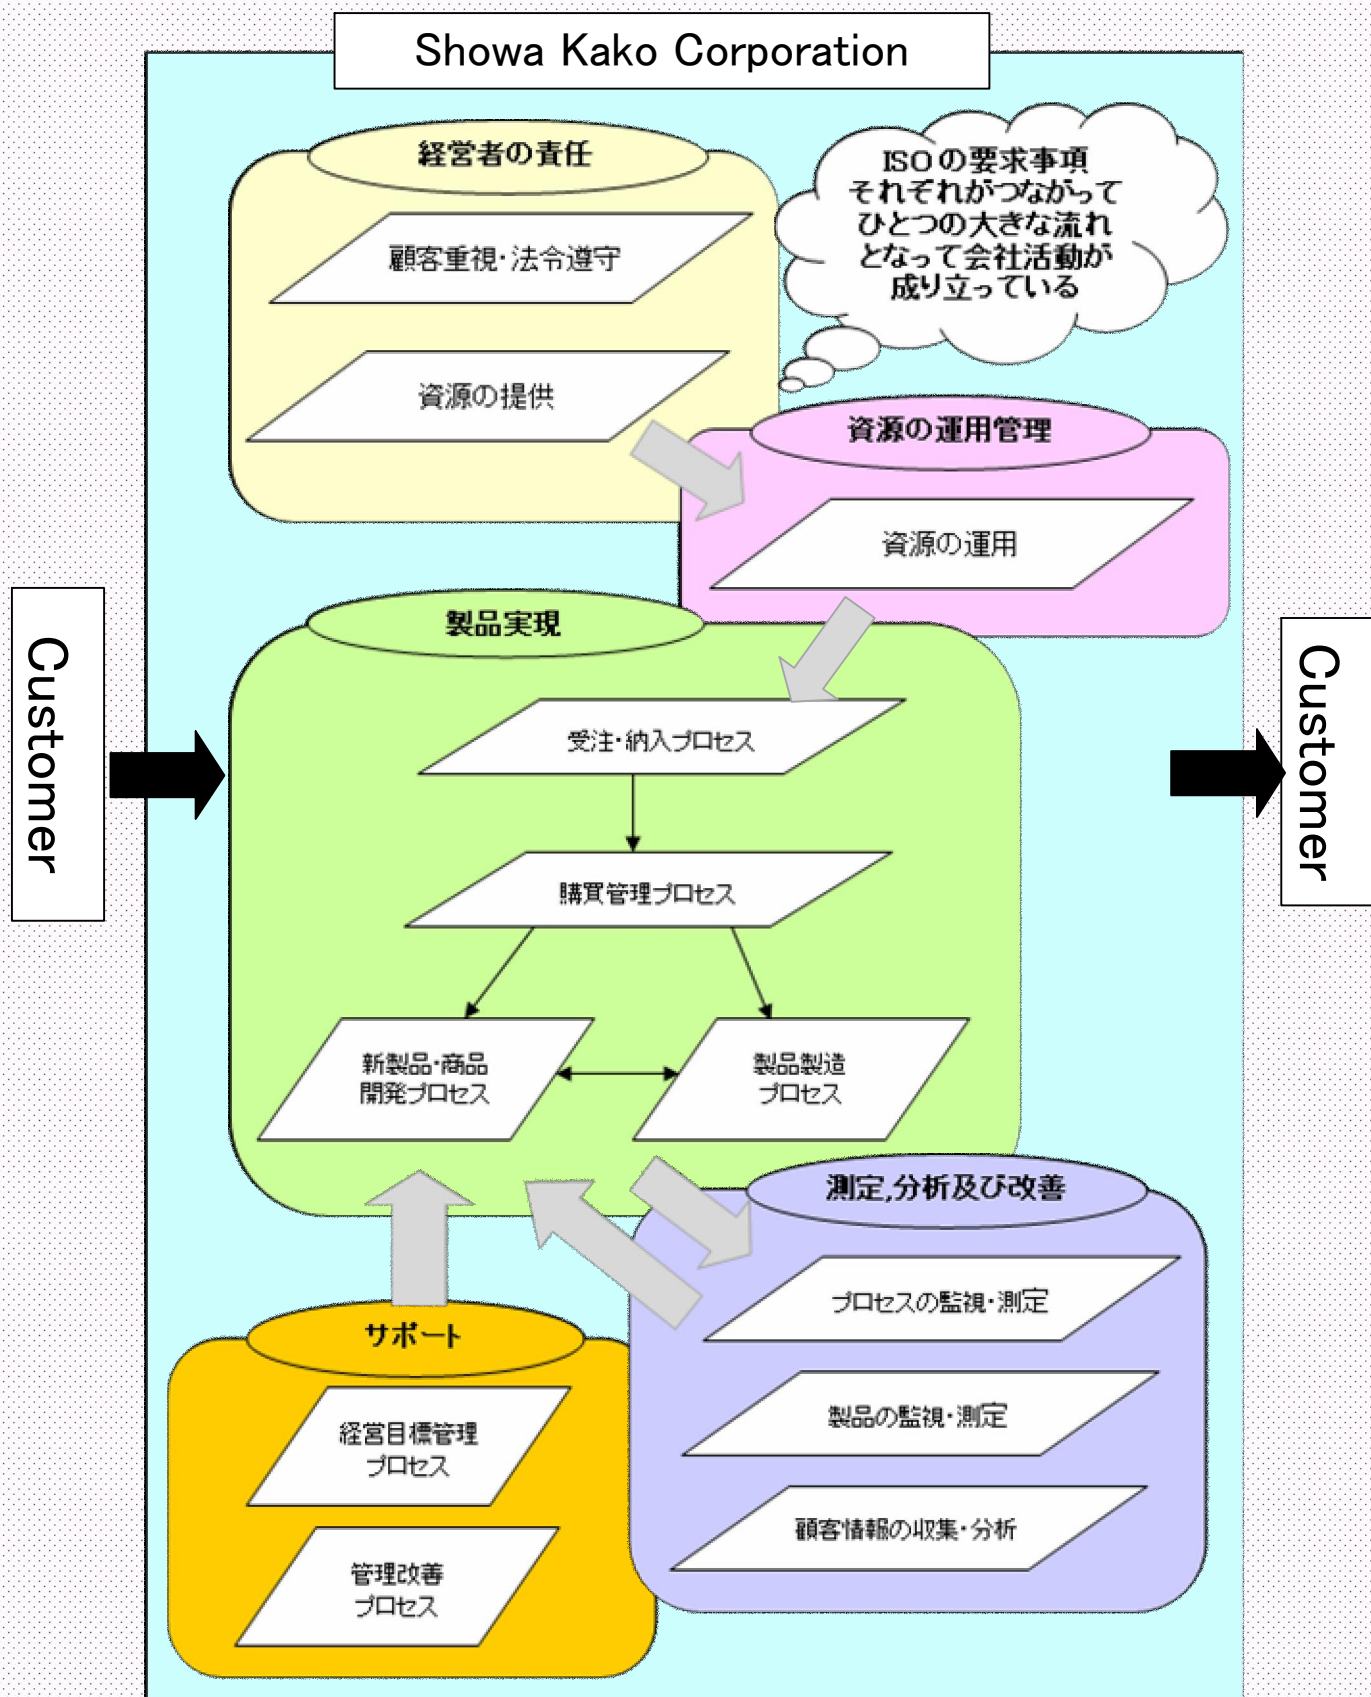 Showa Kako Corporation
経営者の責任
顧客重視・法令遵守
資源の提供
ISOの要求事項
それぞれがつながって
ひとつの大きな流れ
となって会社活動が
成り立っている
資源の運用管理
資源の運用
Customer
製品実現
受注・納入プロセス
購買管理プロセス
新製品・商品
開発プロセス
製品製造
プロセス
Customer
測定,分析及び改善
プロセスの監視・測定
製品の監視・測定
顧客情報の収集・分析
サポート
経営目標管理
プロセス
管理改善
プロセス